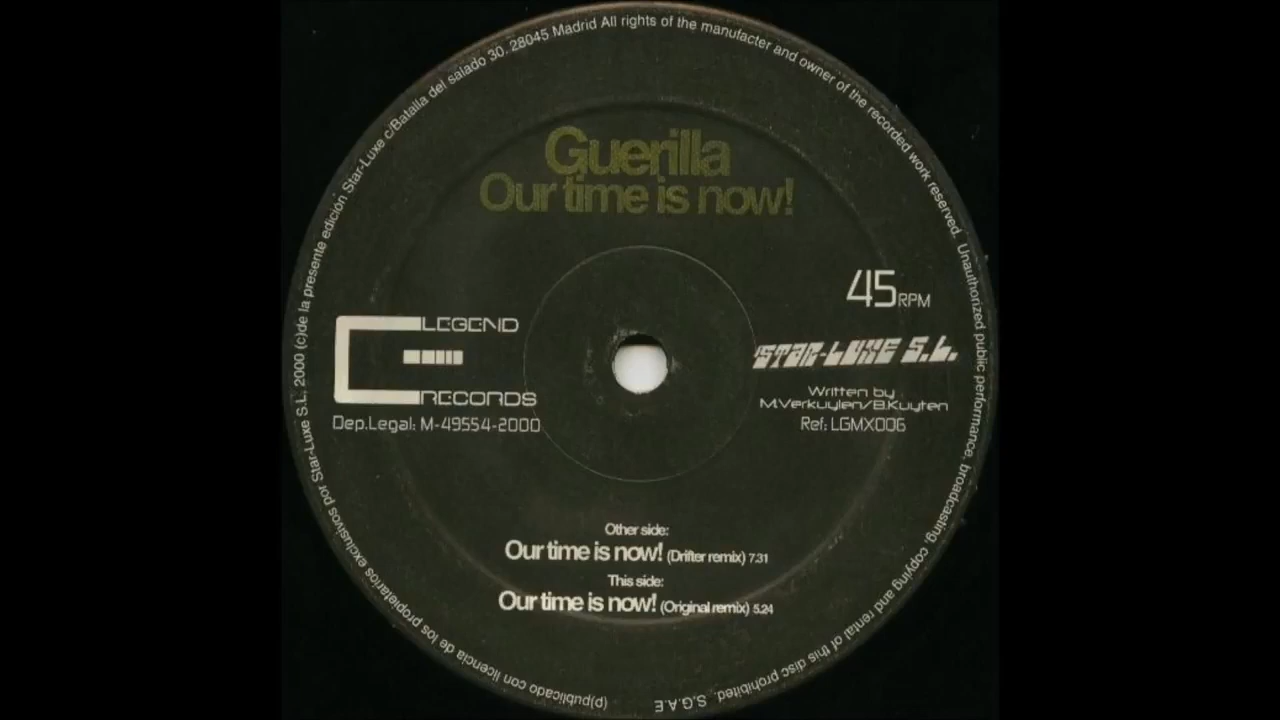 (p)publicado con licencia de los propietarios exclusivos por Star-Luxe S.L. 2000 (c)de la presente edición Star-Luxe c/Batalla del salado 30. 28045 Madrid All rights of the manufacter and owner of the recorded work reserved. Unauthorized public performance, broadcasting, copying and rental of this disc prohibited. S.G.A.E
Guerilla
Our time is now!
45 RPM
LEGEND
RECORDS
Dep.Legal: M-49554-2000
STAR-LUXE S.L.
Written by
M.Verkuylen/B.Kuyten
Ref: LGMX006
Other side:
Our time is now! (Drifter remix) 7.31
This side:
Our time is now! (Original remix) 5.24